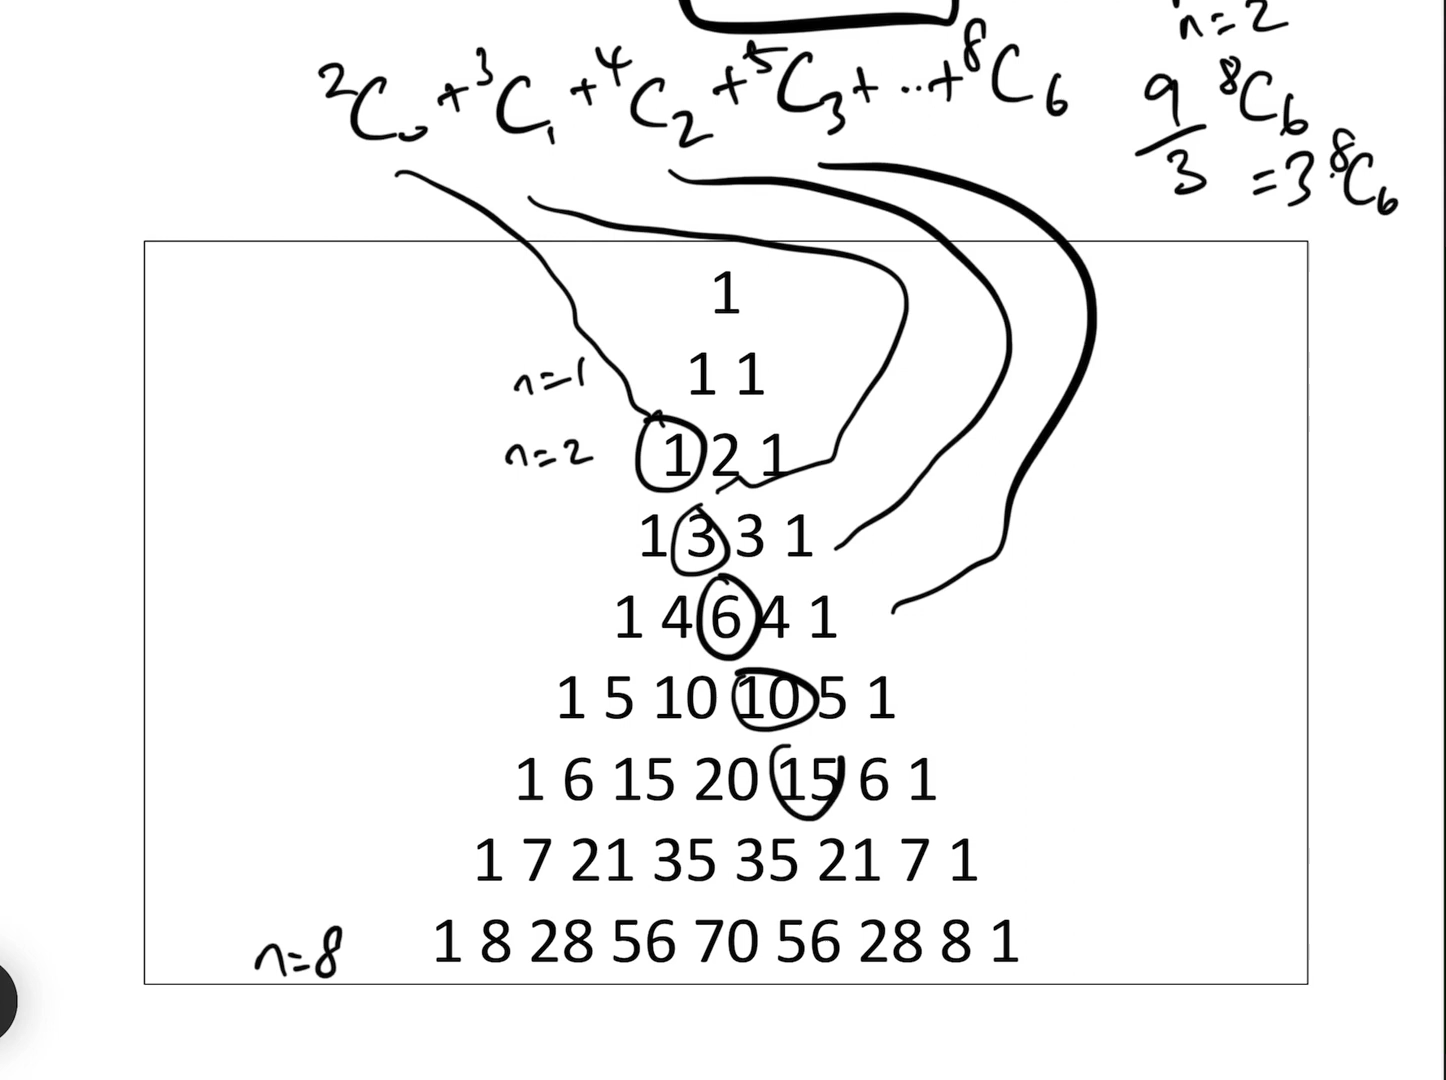 n=2
²C₀ + ³C₁ + ⁴C₂ + ⁵C₃ + ... + ⁸C₆
9/3 ⁸C₆
= 3 ⁸C₆
1
n=1 1 1
n=2 1 2 1
1 3 3 1
1 4 6 4 1
1 5 10 10 5 1
1 6 15 20 15 6 1
1 7 21 35 35 21 7 1
n=8 1 8 28 56 70 56 28 8 1